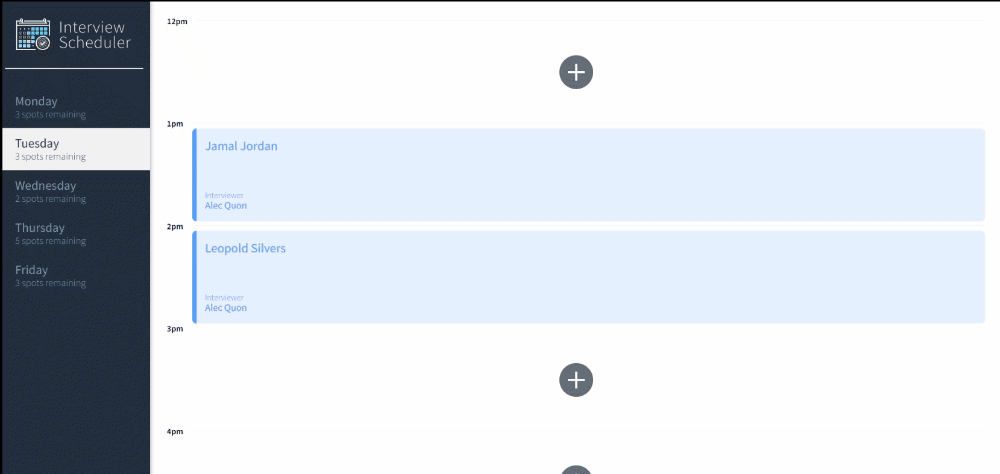 Interview
Scheduler
Monday
3 spots remaining
Tuesday
3 spots remaining
Wednesday
2 spots remaining
Thursday
5 spots remaining
Friday
3 spots remaining
12pm
1pm
Jamal Jordan
Interviewer
Alec Quon
2pm
Leopold Silvers
Interviewer
Alec Quon
3pm
4pm